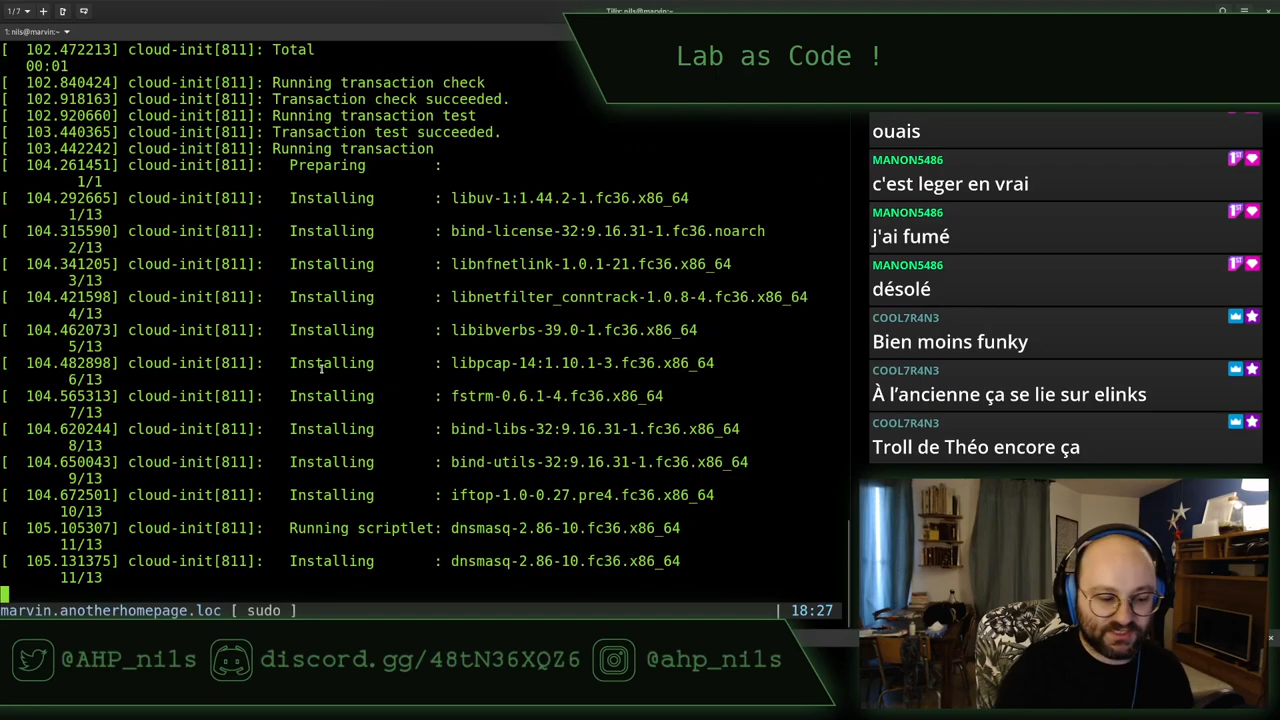 1/7
Tilix: nils@marvin:~
1: nils@marvin:~
[  102.472213] cloud-init[811]: Total
00:01
[  102.840424] cloud-init[811]: Running transaction check
[  102.918163] cloud-init[811]: Transaction check succeeded.
[  102.920660] cloud-init[811]: Running transaction test
[  103.440365] cloud-init[811]: Transaction test succeeded.
[  103.442242] cloud-init[811]: Running transaction
[  104.261451] cloud-init[811]:   Preparing        :
1/1
[  104.292665] cloud-init[811]:   Installing       : libuv-1:1.44.2-1.fc36.x86_64
1/13
[  104.315590] cloud-init[811]:   Installing       : bind-license-32:9.16.31-1.fc36.noarch
2/13
[  104.341205] cloud-init[811]:   Installing       : libnfnetlink-1.0.1-21.fc36.x86_64
3/13
[  104.421598] cloud-init[811]:   Installing       : libnetfilter_conntrack-1.0.8-4.fc36.x86_64
4/13
[  104.462073] cloud-init[811]:   Installing       : libibverbs-39.0-1.fc36.x86_64
5/13
[  104.482898] cloud-init[811]:   Installing       : libpcap-14:1.10.1-3.fc36.x86_64
6/13
[  104.565313] cloud-init[811]:   Installing       : fstrm-0.6.1-4.fc36.x86_64
7/13
[  104.620244] cloud-init[811]:   Installing       : bind-libs-32:9.16.31-1.fc36.x86_64
8/13
[  104.650043] cloud-init[811]:   Installing       : bind-utils-32:9.16.31-1.fc36.x86_64
9/13
[  104.672501] cloud-init[811]:   Installing       : iftop-1.0-0.27.pre4.fc36.x86_64
10/13
[  105.105307] cloud-init[811]:   Running scriptlet: dnsmasq-2.86-10.fc36.x86_64
11/13
[  105.131375] cloud-init[811]:   Installing       : dnsmasq-2.86-10.fc36.x86_64
11/13
marvin.anotherhomepage.loc [ sudo ] | 18:27
Lab as Code !
ouais
MANON5486
c'est leger en vrai
MANON5486
j'ai fumé
MANON5486
désolé
COOL7R4N3
Bien moins funky
COOL7R4N3
À l’ancienne ça se lie sur elinks
COOL7R4N3
Troll de Théo encore ça
@AHP_nils
discord.gg/48tN36XQZ6
@ahp_nils